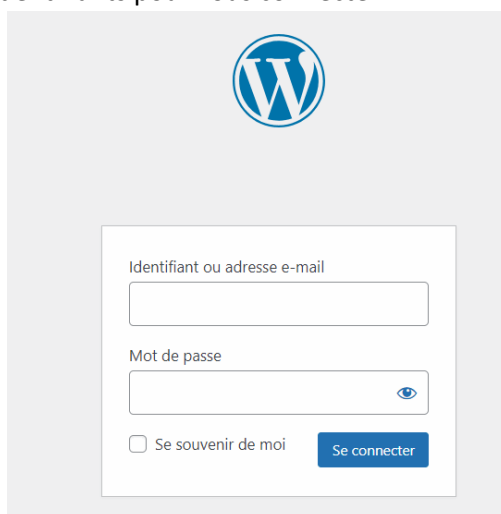 Identifiant ou adresse e-mail
Mot de passe
Se souvenir de moi
Se connecter